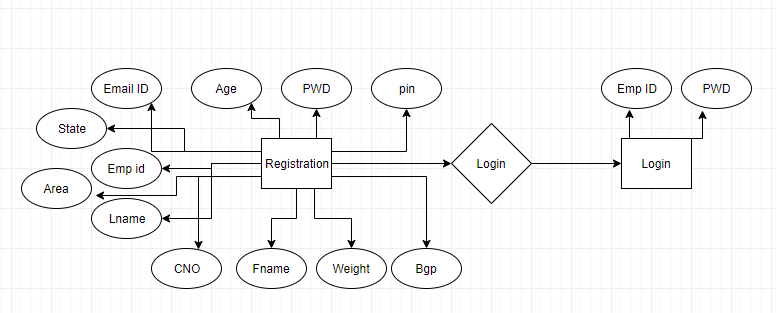 Email ID
Age
PWD
pin
Emp ID
PWD
State
Emp id
Registration
Login
Login
Area
Lname
CNO
Fname
Weight
Bgp